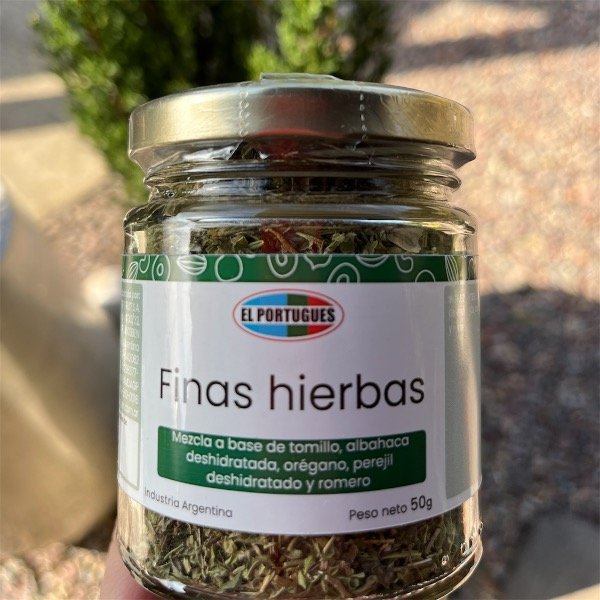 EL PORTUGUES
Finas hierbas
Mezcla a base de tomillo, albahaca
deshidratada, orégano, perejil
deshidratado y romero
Industria Argentina
Peso neto 50g